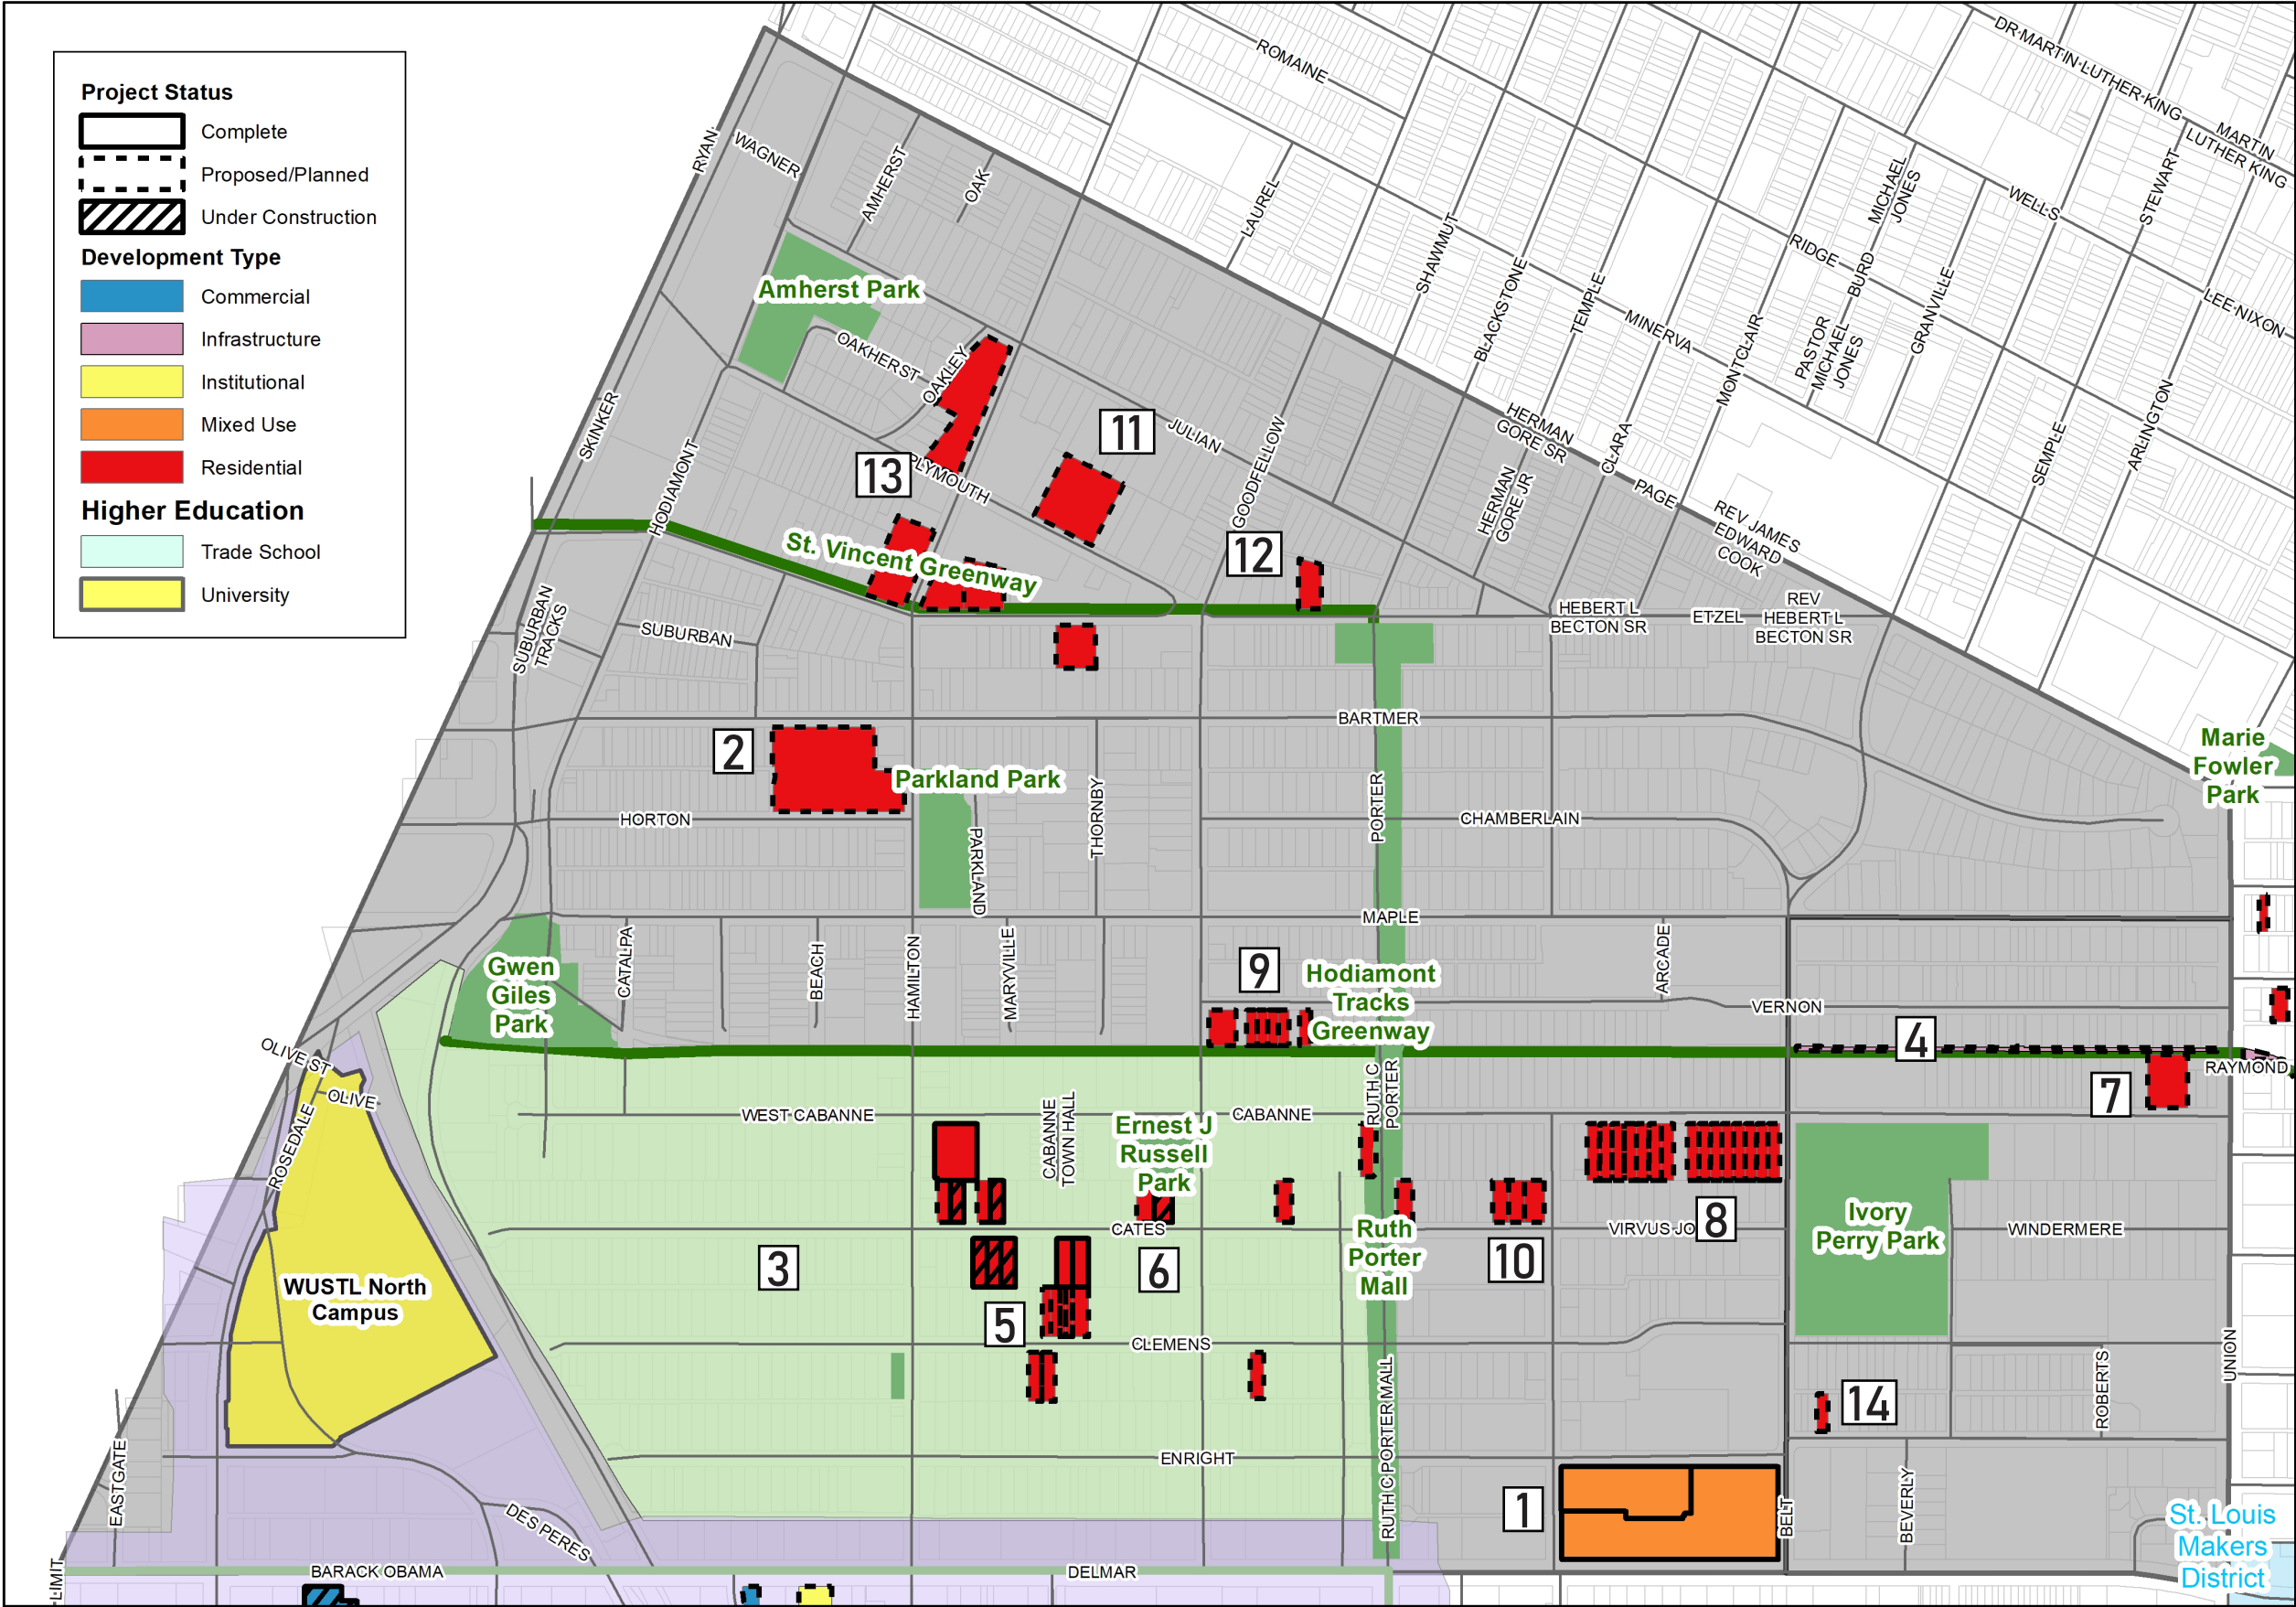 Project Status
Complete
Proposed/Planned
Under Construction
Development Type
Commercial
Infrastructure
Institutional
Mixed Use
Residential
Higher Education
Trade School
University
ROMAINE
DR MARTIN LUTHER KING
MARTIN
LUTHER KING
RYAN
WAGNER
AMHERST
OAK
LAUREL
SHAWMUT
BLACKSTONE
TEMPLE
MINERVA
MONTCLAIR
RIDGE
BURD
MICHAEL
JONES
PASTOR
MICHAEL
JONES
GRANVILLE
WELLS
STEWART
LEE NIXON
SEMPLE
ARLINGTON
Amherst Park
OAKHERST
OAKLEY
SKINKER
HODIAMONT
11
JULIAN
GOODFELLOW
HERMAN
GORE SR
CLARA
PAGE
HERMAN
GORE JR
REV JAMES
EDWARD
COOK
13
PLYMOUTH
St. Vincent Greenway
12
SUBURBAN
TRACKS
SUBURBAN
HEBERT L
BECTON SR
ETZEL
REV
HEBERT L
BECTON SR
BARTMER
2
Parkland Park
Marie
Fowler
Park
HORTON
PARKLAND
THORNBY
PORTER
CHAMBERLAIN
MAPLE
Gwen
Giles
Park
CATALPA
BEACH
HAMILTON
MARYVILLE
9
Hodiamont
Tracks
Greenway
ARCADE
VERNON
4
RAYMOND
7
OLIVE ST
OLIVE
ROSEDALE
WEST CABANNE
CABANNE
TOWN HALL
Ernest J
Russell
Park
CABANNE
RUTH C
PORTER
CATES
VIRVUS JO
8
Ivory
Perry Park
WINDERMERE
WUSTL North
Campus
3
6
Ruth
Porter
Mall
10
5
CLEMENS
RUTH C PORTER MALL
14
ROBERTS
UNION
ENRIGHT
EASTGATE
DES PERES
1
BELT
BEVERLY
St. Louis
Makers
District
LIMIT
BARACK OBAMA
DELMAR